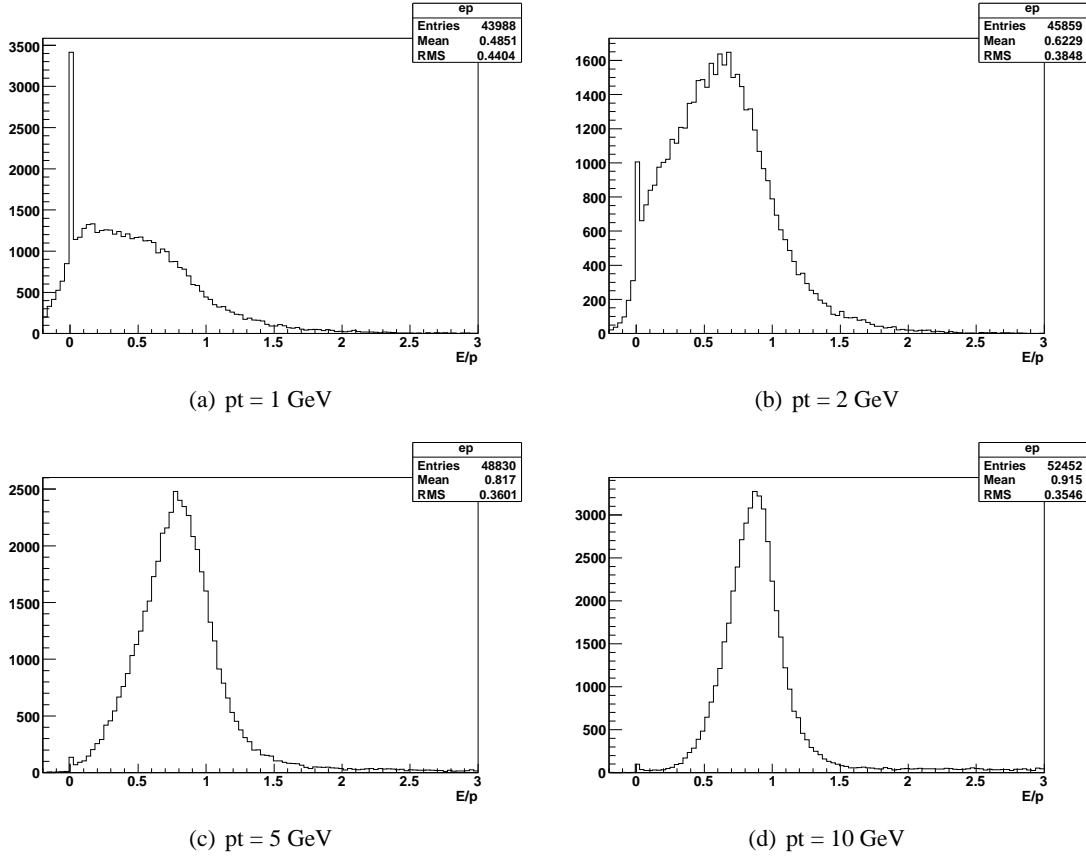 ep
Entries 43988
Mean 0.4851
RMS 0.4404
3500
3000
2500
2000
1500
1000
500
0
0 0.5 1 1.5 2 2.5 3
E/p
(a) pt = 1 GeV
ep
Entries 45859
Mean 0.6229
RMS 0.3848
1600
1400
1200
1000
800
600
400
200
0
0 0.5 1 1.5 2 2.5 3
E/p
(b) pt = 2 GeV
ep
Entries 48830
Mean 0.817
RMS 0.3601
2500
2000
1500
1000
500
0
0 0.5 1 1.5 2 2.5 3
E/p
(c) pt = 5 GeV
ep
Entries 52452
Mean 0.915
RMS 0.3546
3000
2500
2000
1500
1000
500
0
0 0.5 1 1.5 2 2.5 3
E/p
(d) pt = 10 GeV